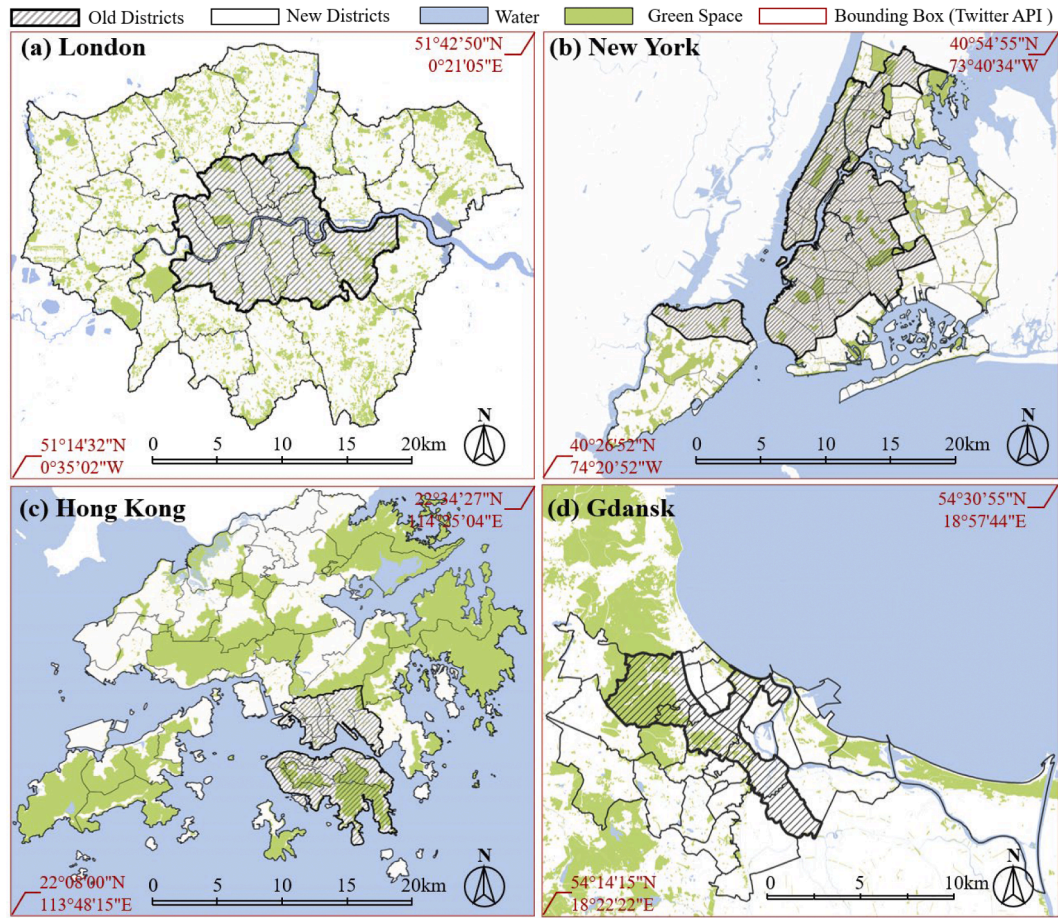 Old Districts New Districts Water Green Space Bounding Box (Twitter API )
(a) London
51°42'50"N
0°21'05"E
N
51°14'32"N
0°35'02"W
0 5 10 15 20km
(b) New York
40°54'55"N
73°40'34"W
N
40°26'52"N
74°20'52"W
0 5 10 15 20km
(c) Hong Kong
22°34'27"N
114°35'04"E
N
22°08'00"N
113°48'15"E
0 5 10 15 20km
(d) Gdansk
54°30'55"N
18°57'44"E
N
54°14'15"N
18°22'22"E
0 5 10km